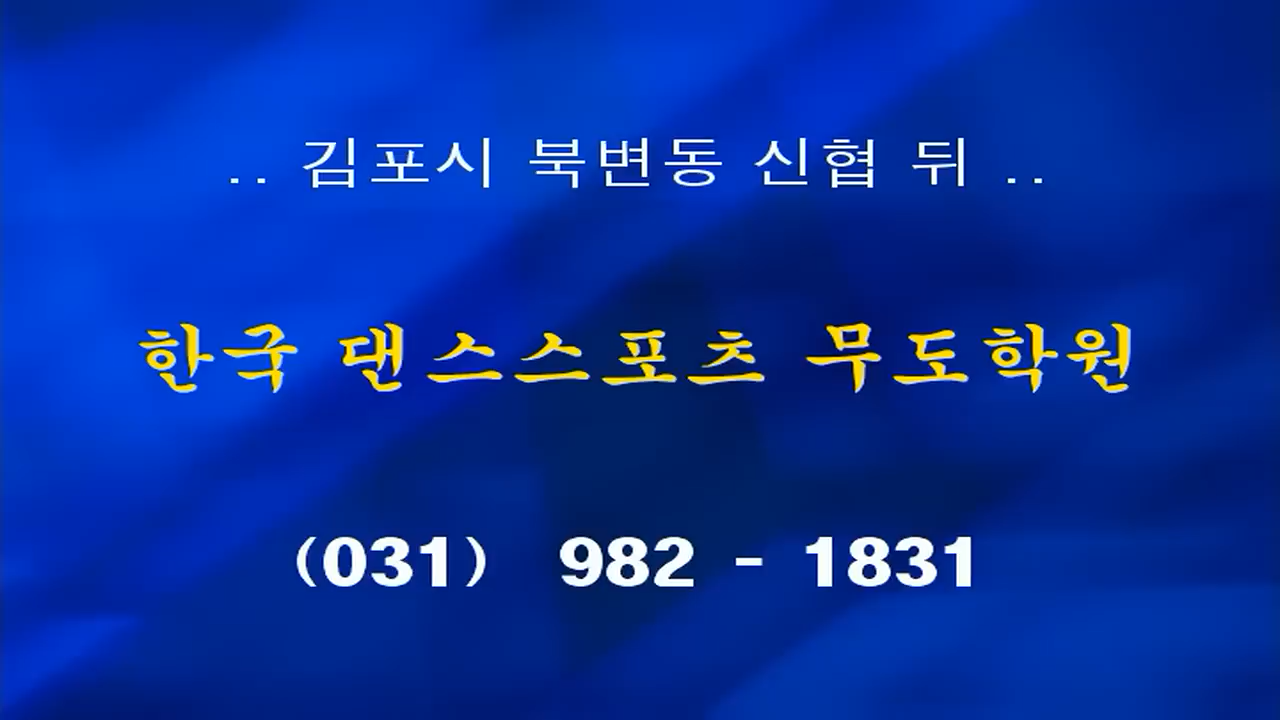 .. 김포시 북변동 신협 뒤 ..
한국 댄스스포츠 무도학원
(031) 982 - 1831